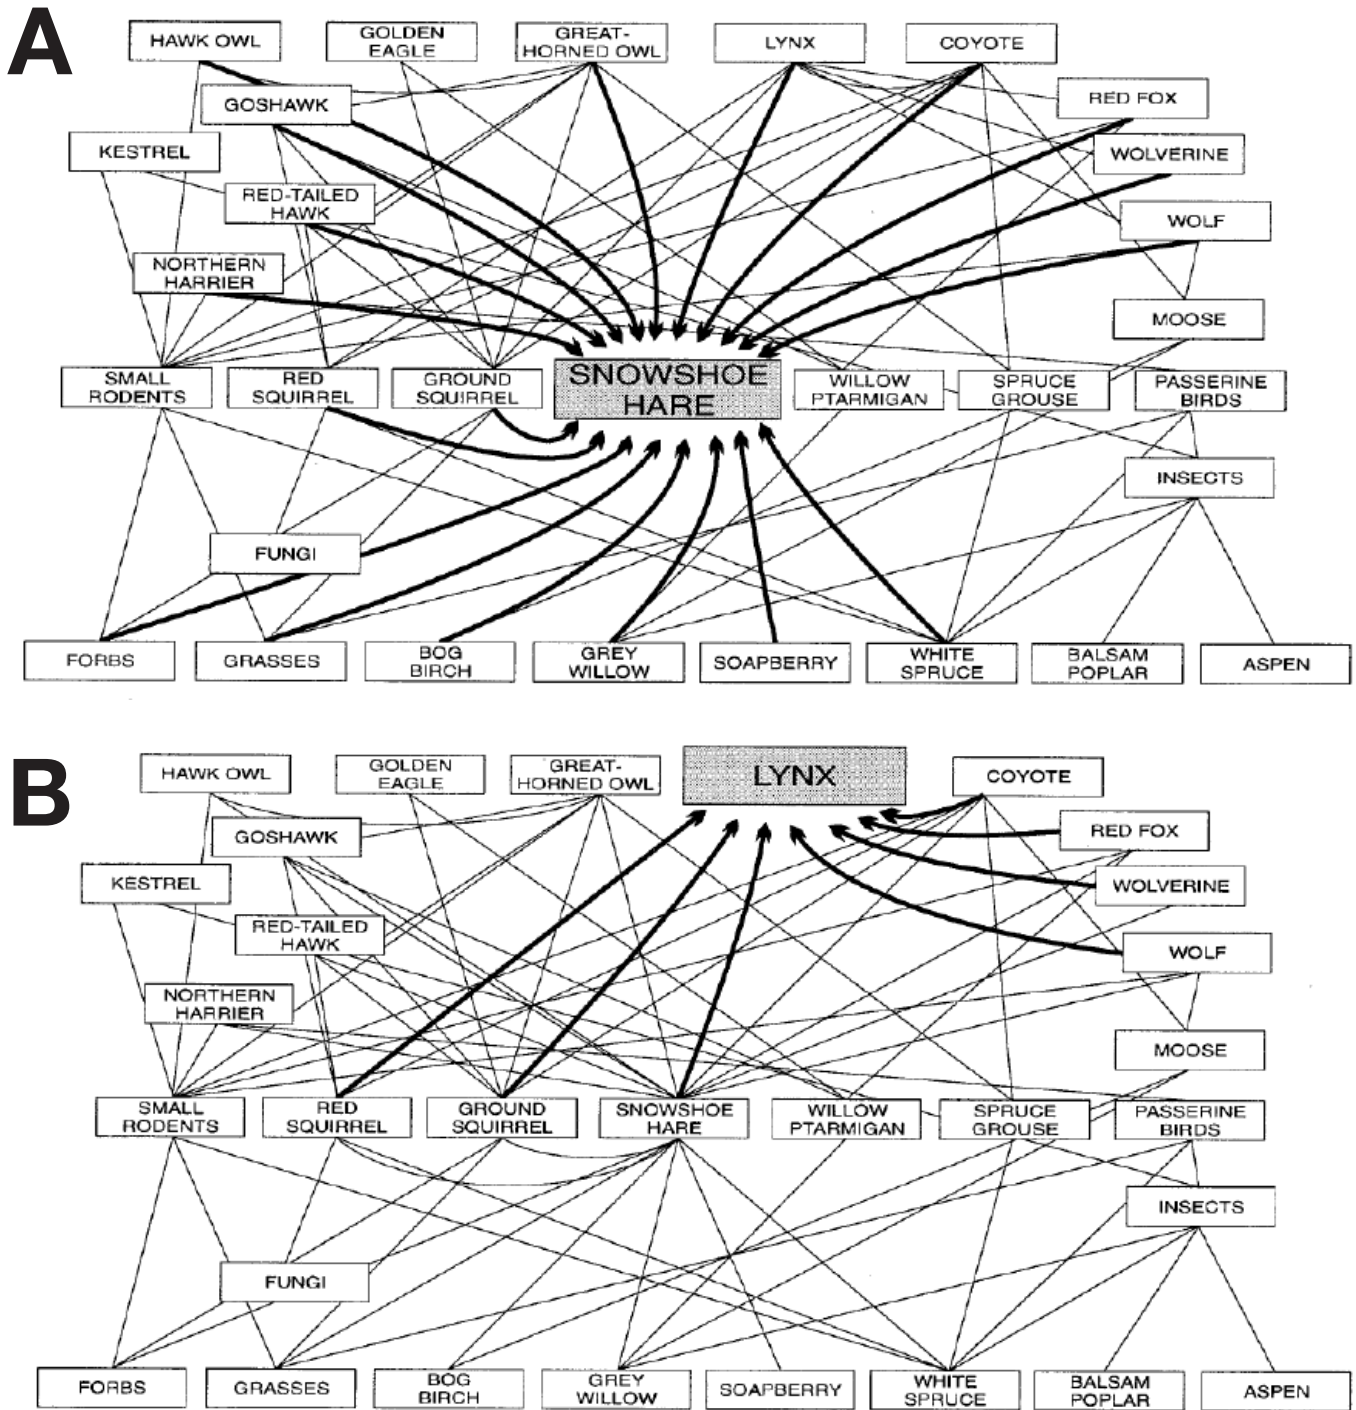 A
HAWK OWL
GOLDEN
EAGLE
GREAT-
HORNED OWL
LYNX
COYOTE
GOSHAWK
RED FOX
KESTREL
WOLVERINE
RED-TAILED
HAWK
WOLF
NORTHERN
HARRIER
MOOSE
SMALL
RODENTS
RED
SQUIRREL
GROUND
SQUIRREL
SNOWSHOE
HARE
WILLOW
PTARMIGAN
SPRUCE
GROUSE
PASSERINE
BIRDS
INSECTS
FUNGI
FORBS
GRASSES
BOG
BIRCH
GREY
WILLOW
SOAPBERRY
WHITE
SPRUCE
BALSAM
POPLAR
ASPEN
B
HAWK OWL
GOLDEN
EAGLE
GREAT-
HORNED OWL
LYNX
COYOTE
GOSHAWK
RED FOX
KESTREL
WOLVERINE
RED-TAILED
HAWK
WOLF
NORTHERN
HARRIER
MOOSE
SMALL
RODENTS
RED
SQUIRREL
GROUND
SQUIRREL
SNOWSHOE
HARE
WILLOW
PTARMIGAN
SPRUCE
GROUSE
PASSERINE
BIRDS
INSECTS
FUNGI
FORBS
GRASSES
BOG
BIRCH
GREY
WILLOW
SOAPBERRY
WHITE
SPRUCE
BALSAM
POPLAR
ASPEN